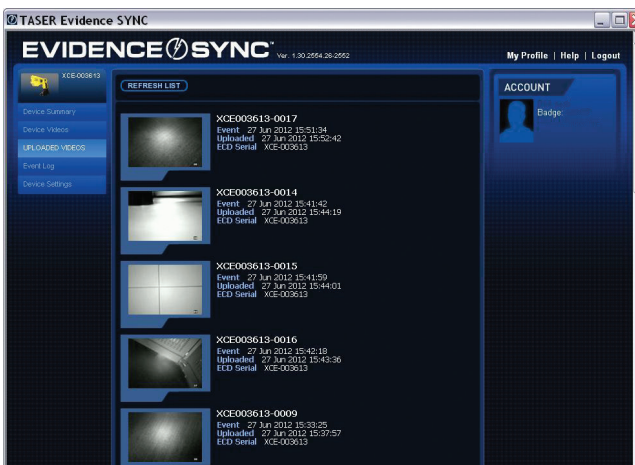 TASER Evidence SYNC
EVIDENCE SYNC Ver. 1.30.2554.26-2552
My Profile | Help | Logout
XCE-003613
Device Summary
Device Videos
UPLOADED VIDEOS
Event Log
Device Settings
REFRESH LIST
XCE003613-0017
Event 27 Jun 2012 15:51:34
Uploaded 27 Jun 2012 15:52:42
ECD Serial XCE-003613
XCE003613-0014
Event 27 Jun 2012 15:41:42
Uploaded 27 Jun 2012 15:44:19
ECD Serial XCE-003613
XCE003613-0015
Event 27 Jun 2012 15:41:59
Uploaded 27 Jun 2012 15:44:01
ECD Serial XCE-003613
XCE003613-0016
Event 27 Jun 2012 15:42:18
Uploaded 27 Jun 2012 15:43:36
ECD Serial XCE-003613
XCE003613-0009
Event 27 Jun 2012 15:33:25
Uploaded 27 Jun 2012 15:37:57
ECD Serial XCE-003613
ACCOUNT
Badge: